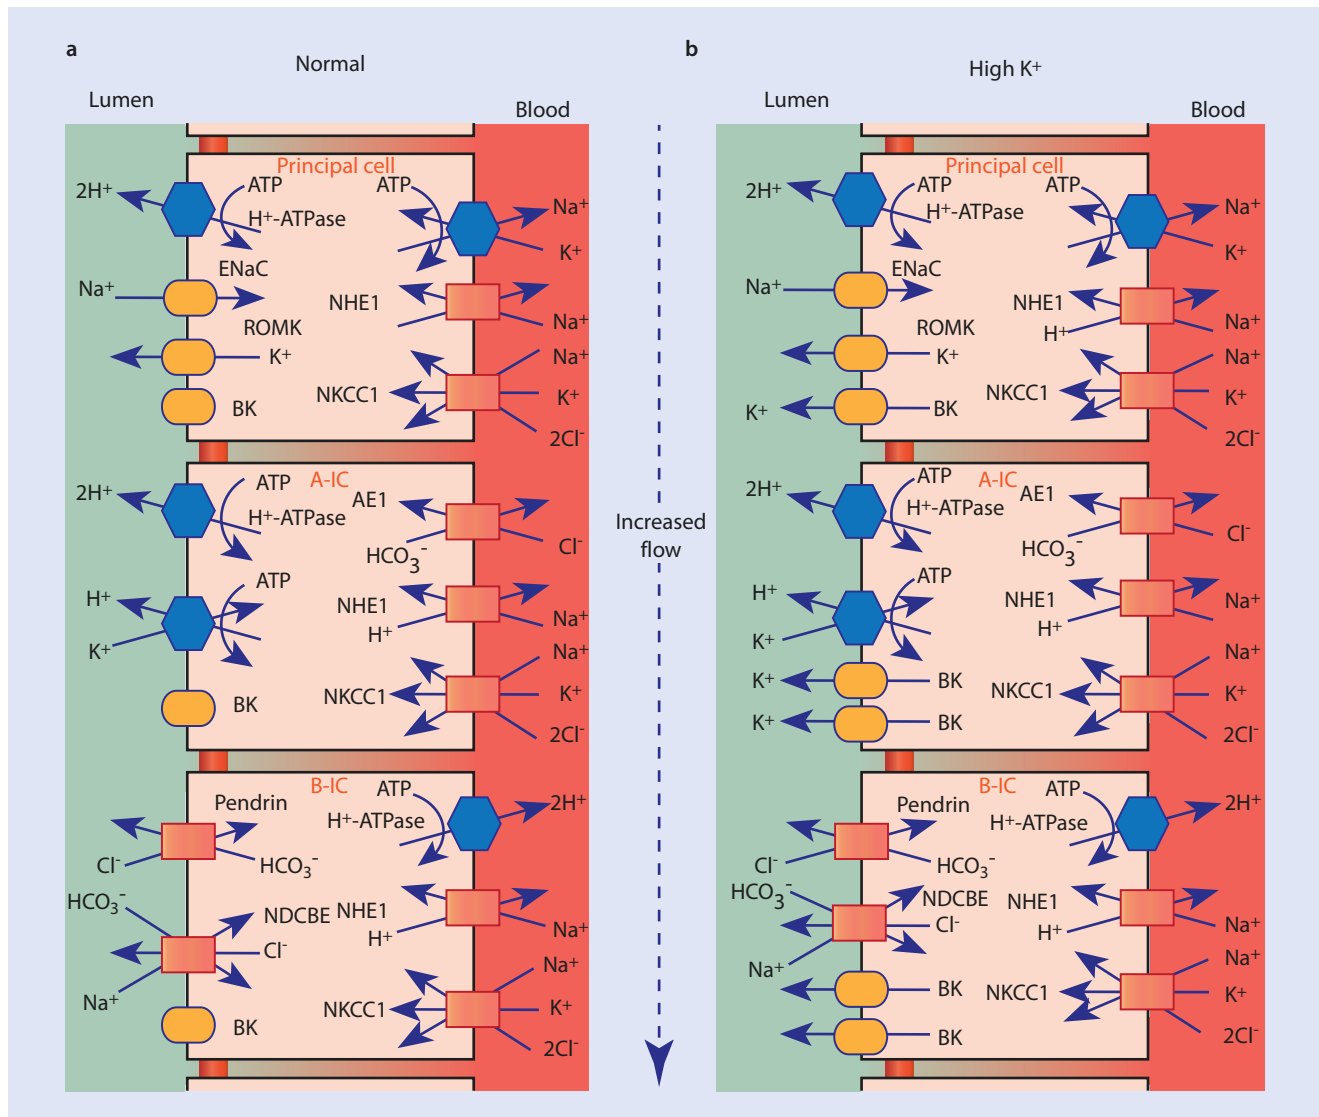 a
Normal
Lumen
Blood
Principal cell
2H⁺
ATP
ATP
H⁺-ATPase
Na⁺
K⁺
ENaC
Na⁺
NHE1
Na⁺
ROMK
K⁺
Na⁺
NKCC1
K⁺
BK
2Cl⁻
A-IC
2H⁺
ATP
H⁺-ATPase
AE1
HCO₃⁻
Cl⁻
ATP
H⁺
K⁺
NHE1
H⁺
Na⁺
Na⁺
NKCC1
K⁺
BK
2Cl⁻
B-IC
Pendrin
ATP
H⁺-ATPase
2H⁺
Cl⁻
HCO₃⁻
HCO₃⁻
NDCBE
Cl⁻
Na⁺
NHE1
H⁺
Na⁺
Na⁺
NKCC1
K⁺
BK
2Cl⁻
Increased
flow
b
High K⁺
Lumen
Blood
Principal cell
2H⁺
ATP
ATP
H⁺-ATPase
Na⁺
K⁺
ENaC
Na⁺
NHE1
H⁺
Na⁺
ROMK
K⁺
Na⁺
NKCC1
K⁺
K⁺
BK
2Cl⁻
A-IC
2H⁺
ATP
H⁺-ATPase
AE1
HCO₃⁻
Cl⁻
ATP
H⁺
K⁺
NHE1
H⁺
Na⁺
Na⁺
K⁺
BK
NKCC1
K⁺
K⁺
BK
2Cl⁻
B-IC
Pendrin
ATP
H⁺-ATPase
2H⁺
Cl⁻
HCO₃⁻
HCO₃⁻
NDCBE
Cl⁻
Na⁺
NHE1
H⁺
Na⁺
Na⁺
BK
NKCC1
K⁺
BK
2Cl⁻